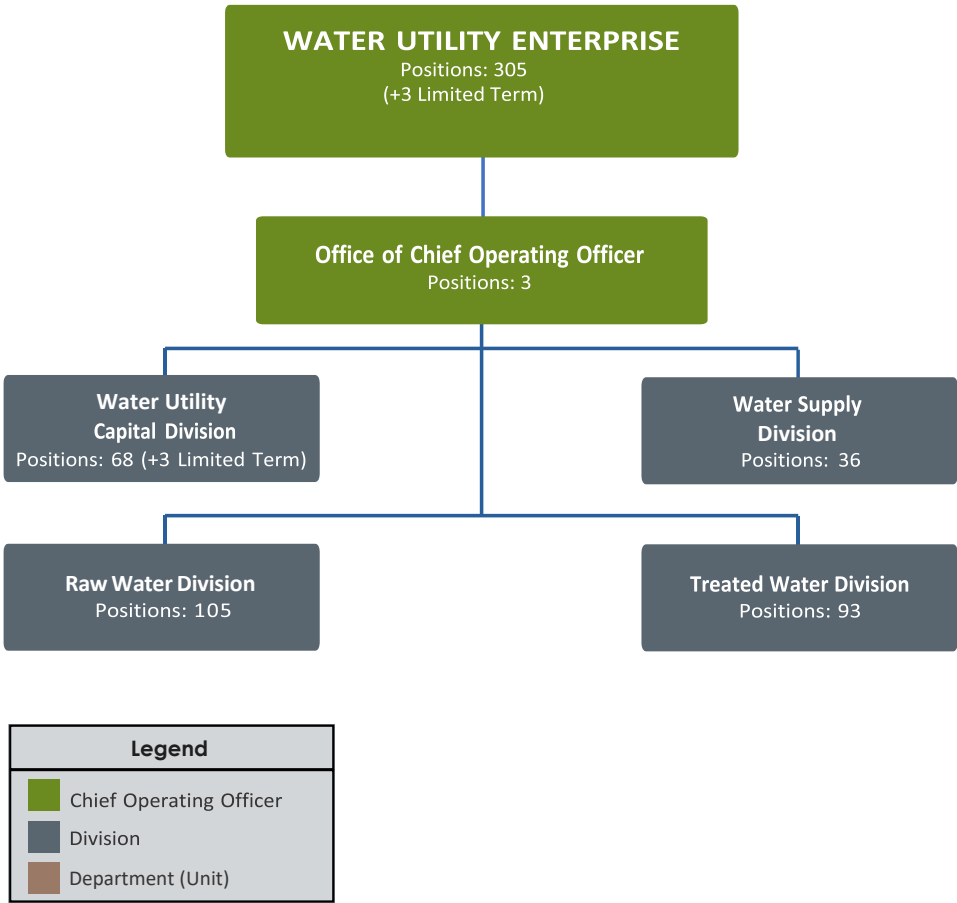 WATER UTILITY ENTERPRISE
Positions: 305
(+3 Limited Term)
Office of Chief Operating Officer
Positions: 3
Water Utility
Capital Division
Positions: 68 (+3 Limited Term)
Water Supply
Division
Positions: 36
Raw Water Division
Positions: 105
Treated Water Division
Positions: 93
Legend
Chief Operating Officer
Division
Department (Unit)